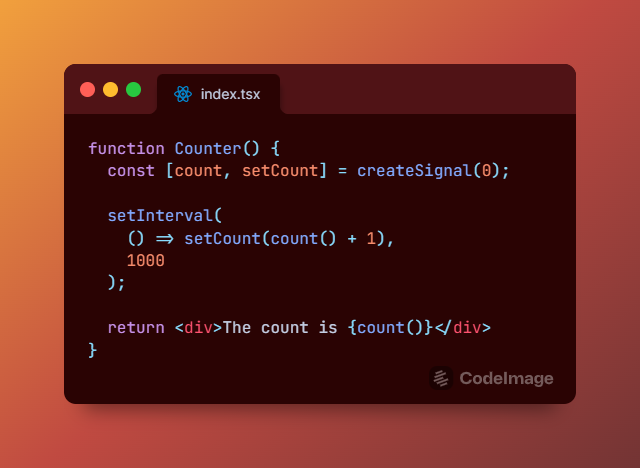 index.tsx
function Counter() {
  const [count, setCount] = createSignal(0);

  setInterval(
    () => setCount(count() + 1),
    1000
  );

  return <div>The count is {count()}</div>
}
CodeImage